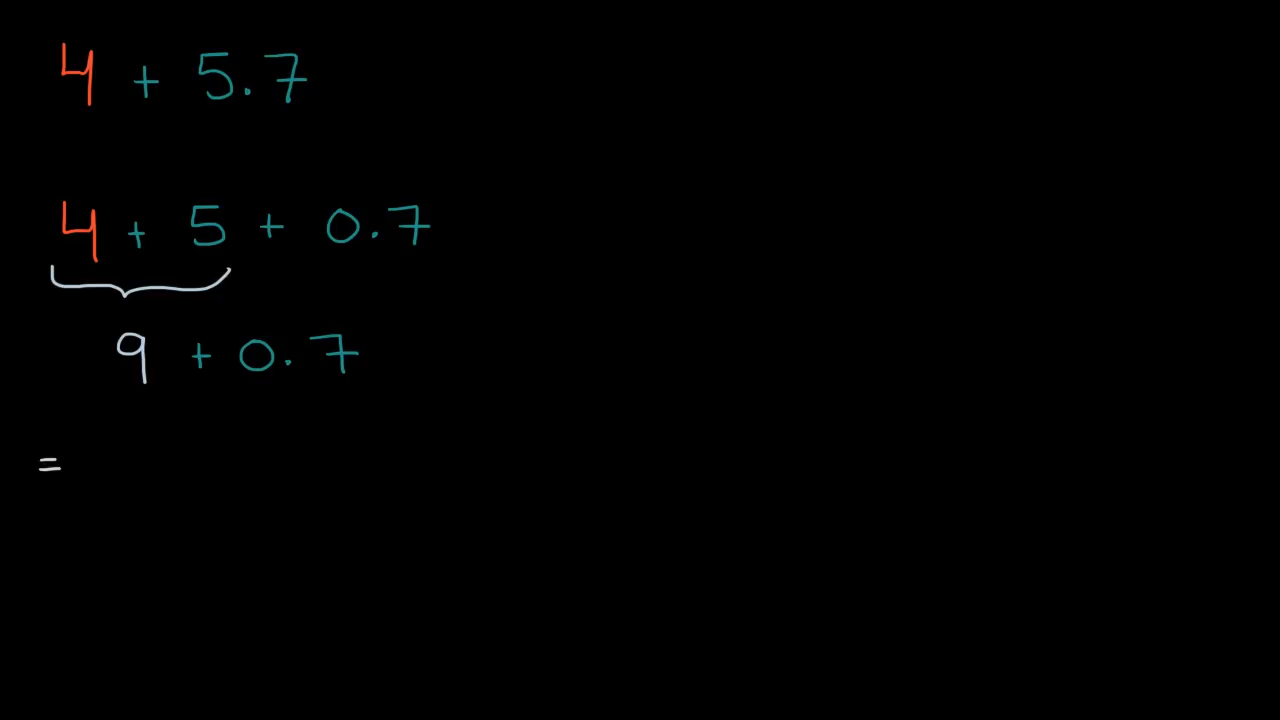 4 + 5.7
4 + 5 + 0.7
9 + 0.7
=